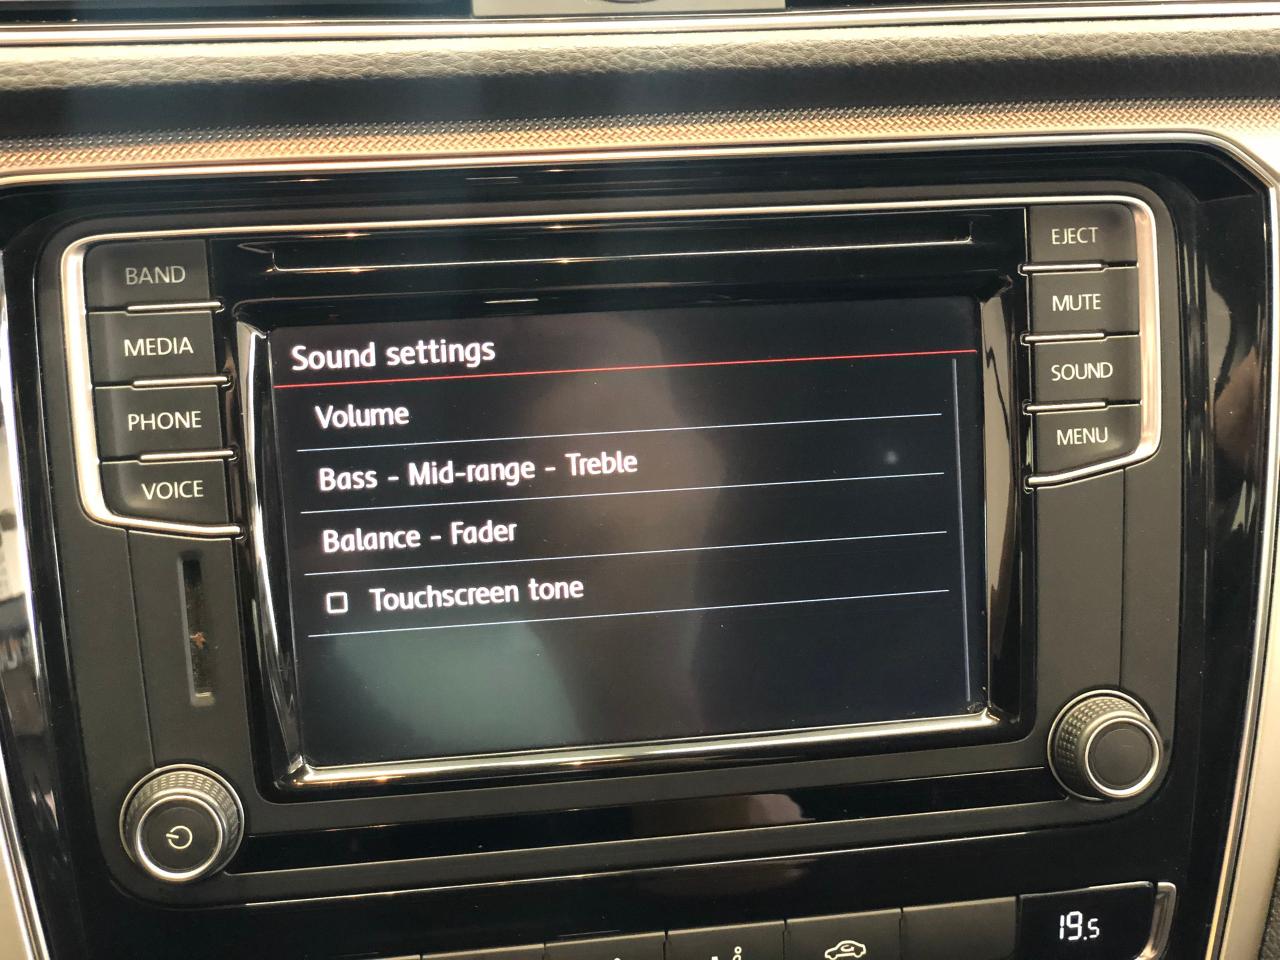 BAND
MEDIA
PHONE
VOICE
Sound settings
Volume
Bass - Mid-range - Treble
Balance - Fader
Touchscreen tone
EJECT
MUTE
SOUND
MENU
19.5